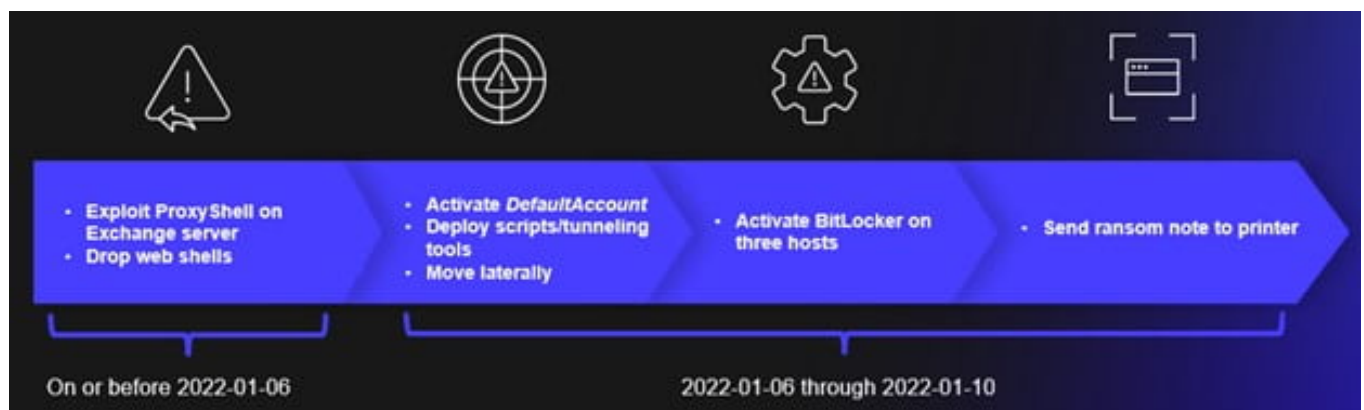 • Exploit ProxyShell on
Exchange server
• Drop web shells
• Activate DefaultAccount
• Deploy scripts/tunneling
tools
• Move laterally
• Activate BitLocker on
three hosts
• Send ransom note to printer
On or before 2022-01-06
2022-01-06 through 2022-01-10